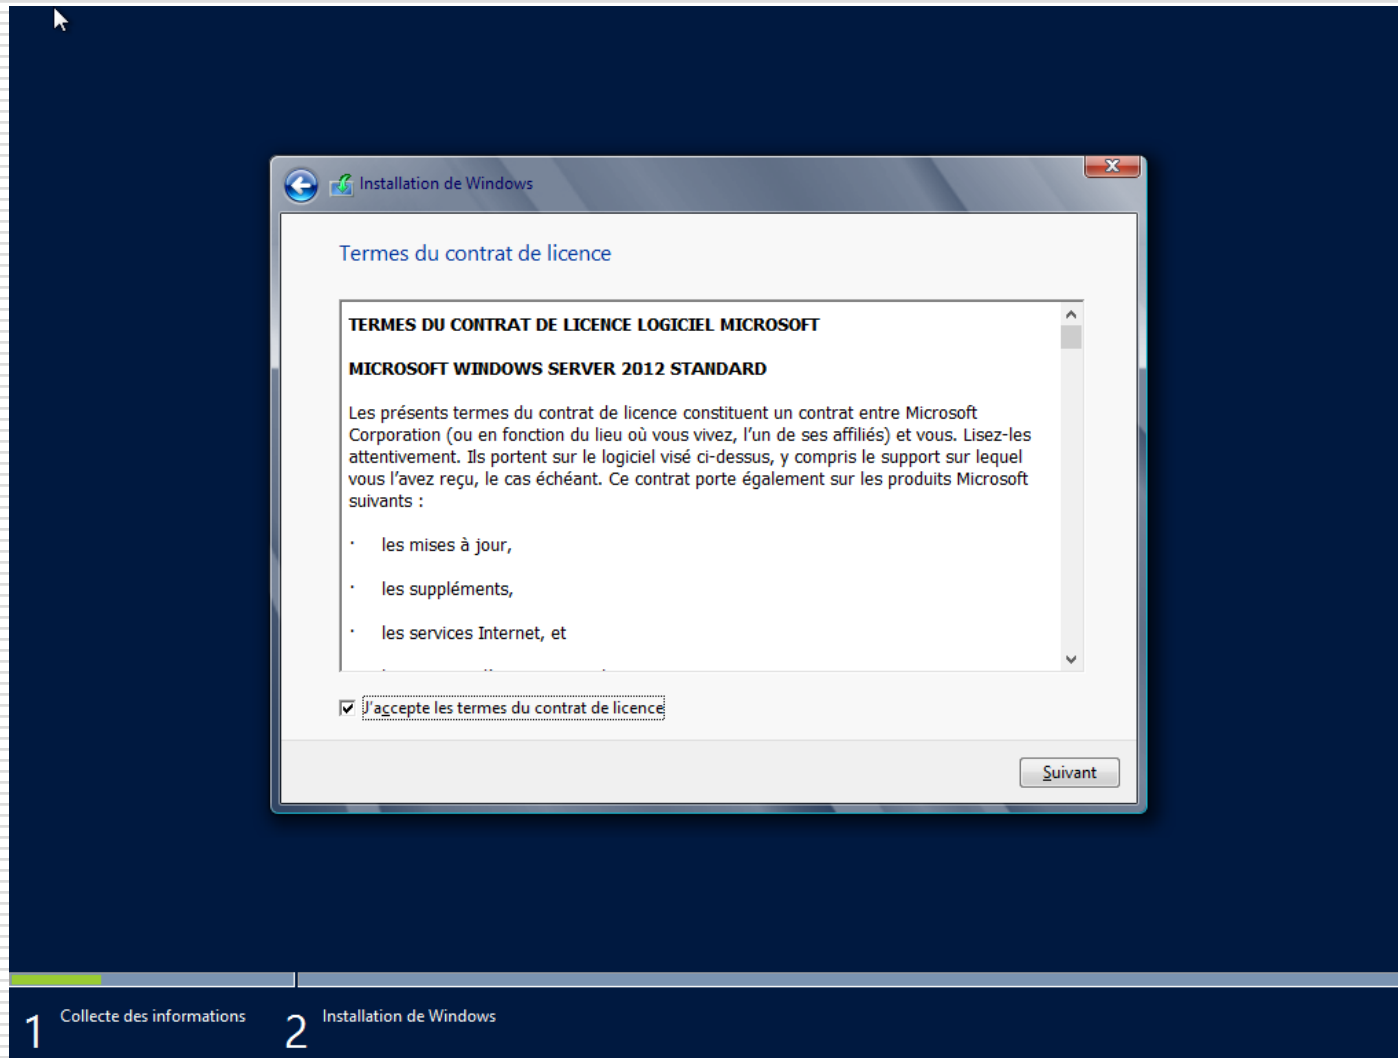 Installation de Windows
Termes du contrat de licence
TERMES DU CONTRAT DE LICENCE LOGICIEL MICROSOFT
MICROSOFT WINDOWS SERVER 2012 STANDARD
Les présents termes du contrat de licence constituent un contrat entre Microsoft
Corporation (ou en fonction du lieu où vous vivez, l’un de ses affiliés) et vous. Lisez-les
attentivement. Ils portent sur le logiciel visé ci-dessus, y compris le support sur lequel
vous l’avez reçu, le cas échéant. Ce contrat porte également sur les produits Microsoft
suivants :
· les mises à jour,
· les suppléments,
· les services Internet, et
J'accepte les termes du contrat de licence
Suivant
1 Collecte des informations
2 Installation de Windows